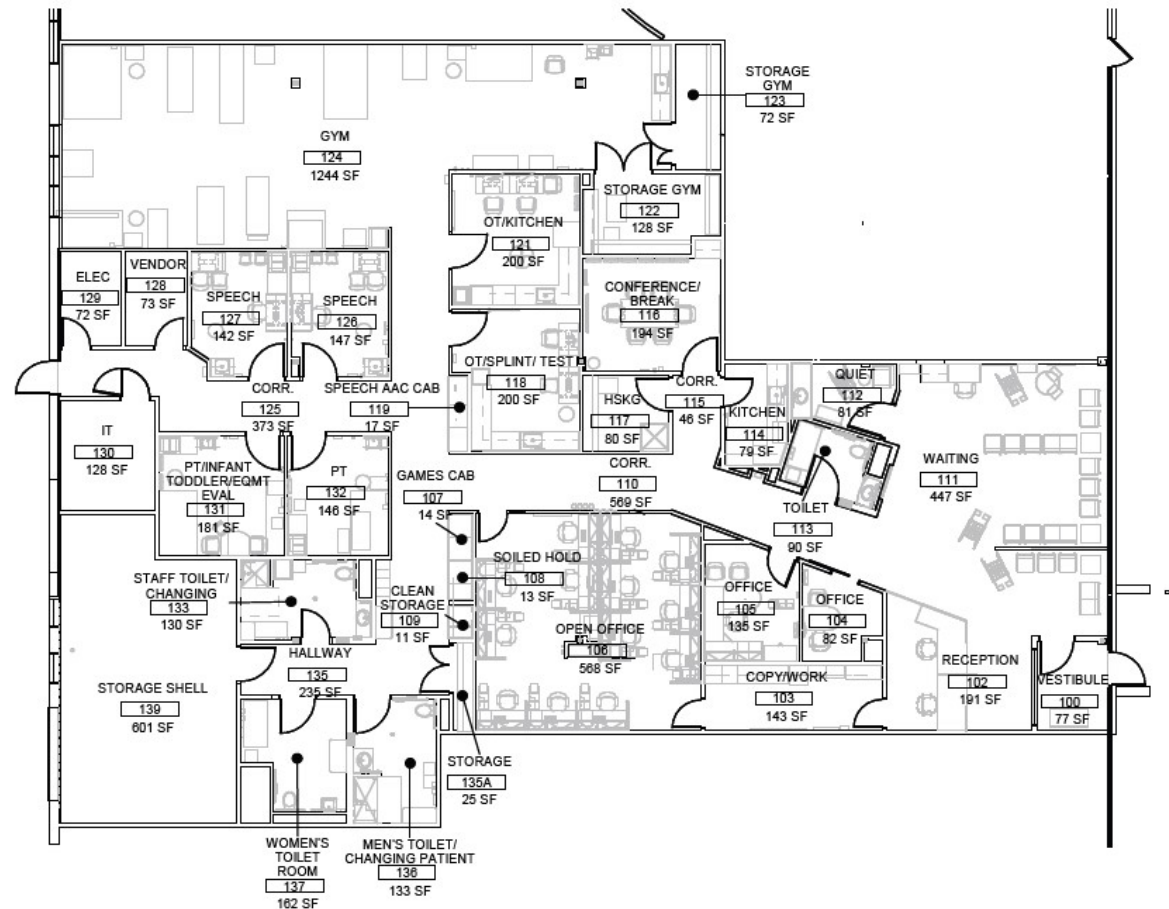 STORAGE
GYM
123
72 SF
GYM
124
1244 SF
STORAGE GYM
122
128 SF
OT/KITCHEN
121
200 SF
ELEC
129
72 SF
VENDOR
128
73 SF
SPEECH
127
142 SF
SPEECH
126
147 SF
CONFERENCE/
BREAK
116
194 SF
OT/SPLINT/ TEST
118
200 SF
SPEECH AAC CAB
119
17 SF
CORR.
125
373 SF
HSKG
117
80 SF
CORR.
115
46 SF
KITCHEN
114
79 SF
QUIET
112
81 SF
WAITING
111
447 SF
IT
130
128 SF
PT/INFANT
TODDLER/EQMT
EVAL
131
181 SF
PT
132
146 SF
GAMES CAB
107
14 SF
CORR.
110
569 SF
TOILET
113
90 SF
SOILED HOLD
108
13 SF
STAFF TOILET/
CHANGING
133
130 SF
CLEAN
STORAGE
109
11 SF
OPEN OFFICE
106
568 SF
OFFICE
105
135 SF
OFFICE
104
82 SF
HALLWAY
135
235 SF
COPY/WORK
103
143 SF
RECEPTION
102
191 SF
VESTIBULE
100
77 SF
STORAGE SHELL
139
601 SF
STORAGE
135A
25 SF
WOMEN'S
TOILET
ROOM
137
162 SF
MEN'S TOILET/
CHANGING PATIENT
136
133 SF